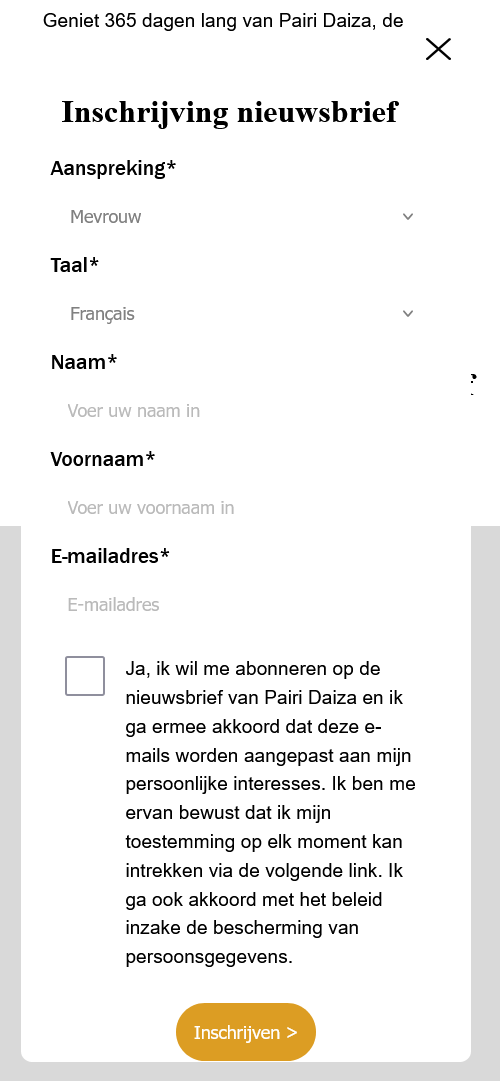 Geniet 365 dagen lang van Pairi Daiza, de
Inschrijving nieuwsbrief
Aanspreking*
Mevrouw
Taal*
Français
Naam*
Voer uw naam in
Voornaam*
Voer uw voornaam in
E-mailadres*
E-mailadres
Ja, ik wil me abonneren op de
nieuwsbrief van Pairi Daiza en ik
ga ermee akkoord dat deze e-
mails worden aangepast aan mijn
persoonlijke interesses. Ik ben me
ervan bewust dat ik mijn
toestemming op elk moment kan
intrekken via de volgende link. Ik
ga ook akkoord met het beleid
inzake de bescherming van
persoonsgegevens.
Inschrijven >